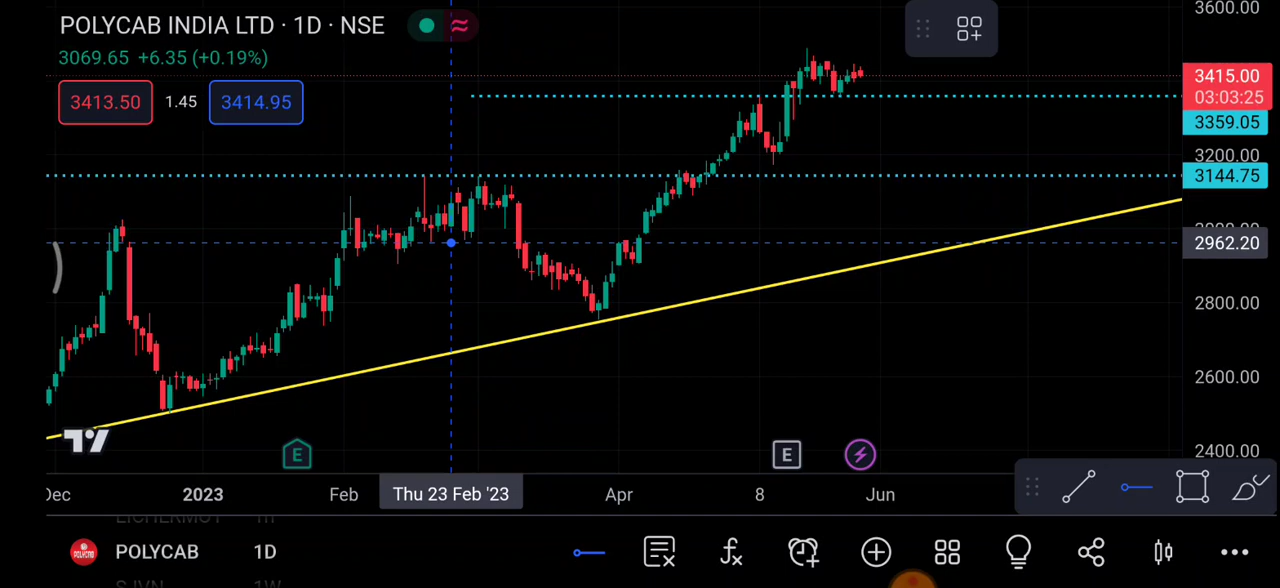 POLYCAB INDIA LTD · 1D · NSE
3069.65 +6.35 (+0.19%)
3413.50 1.45 3414.95
3600.00
3415.00
03:03:25
3359.05
3200.00
3144.75
2962.20
2800.00
2600.00
2400.00
E E
Dec 2023 Feb Thu 23 Feb '23 Apr 8 Jun
POLYCAB 1D